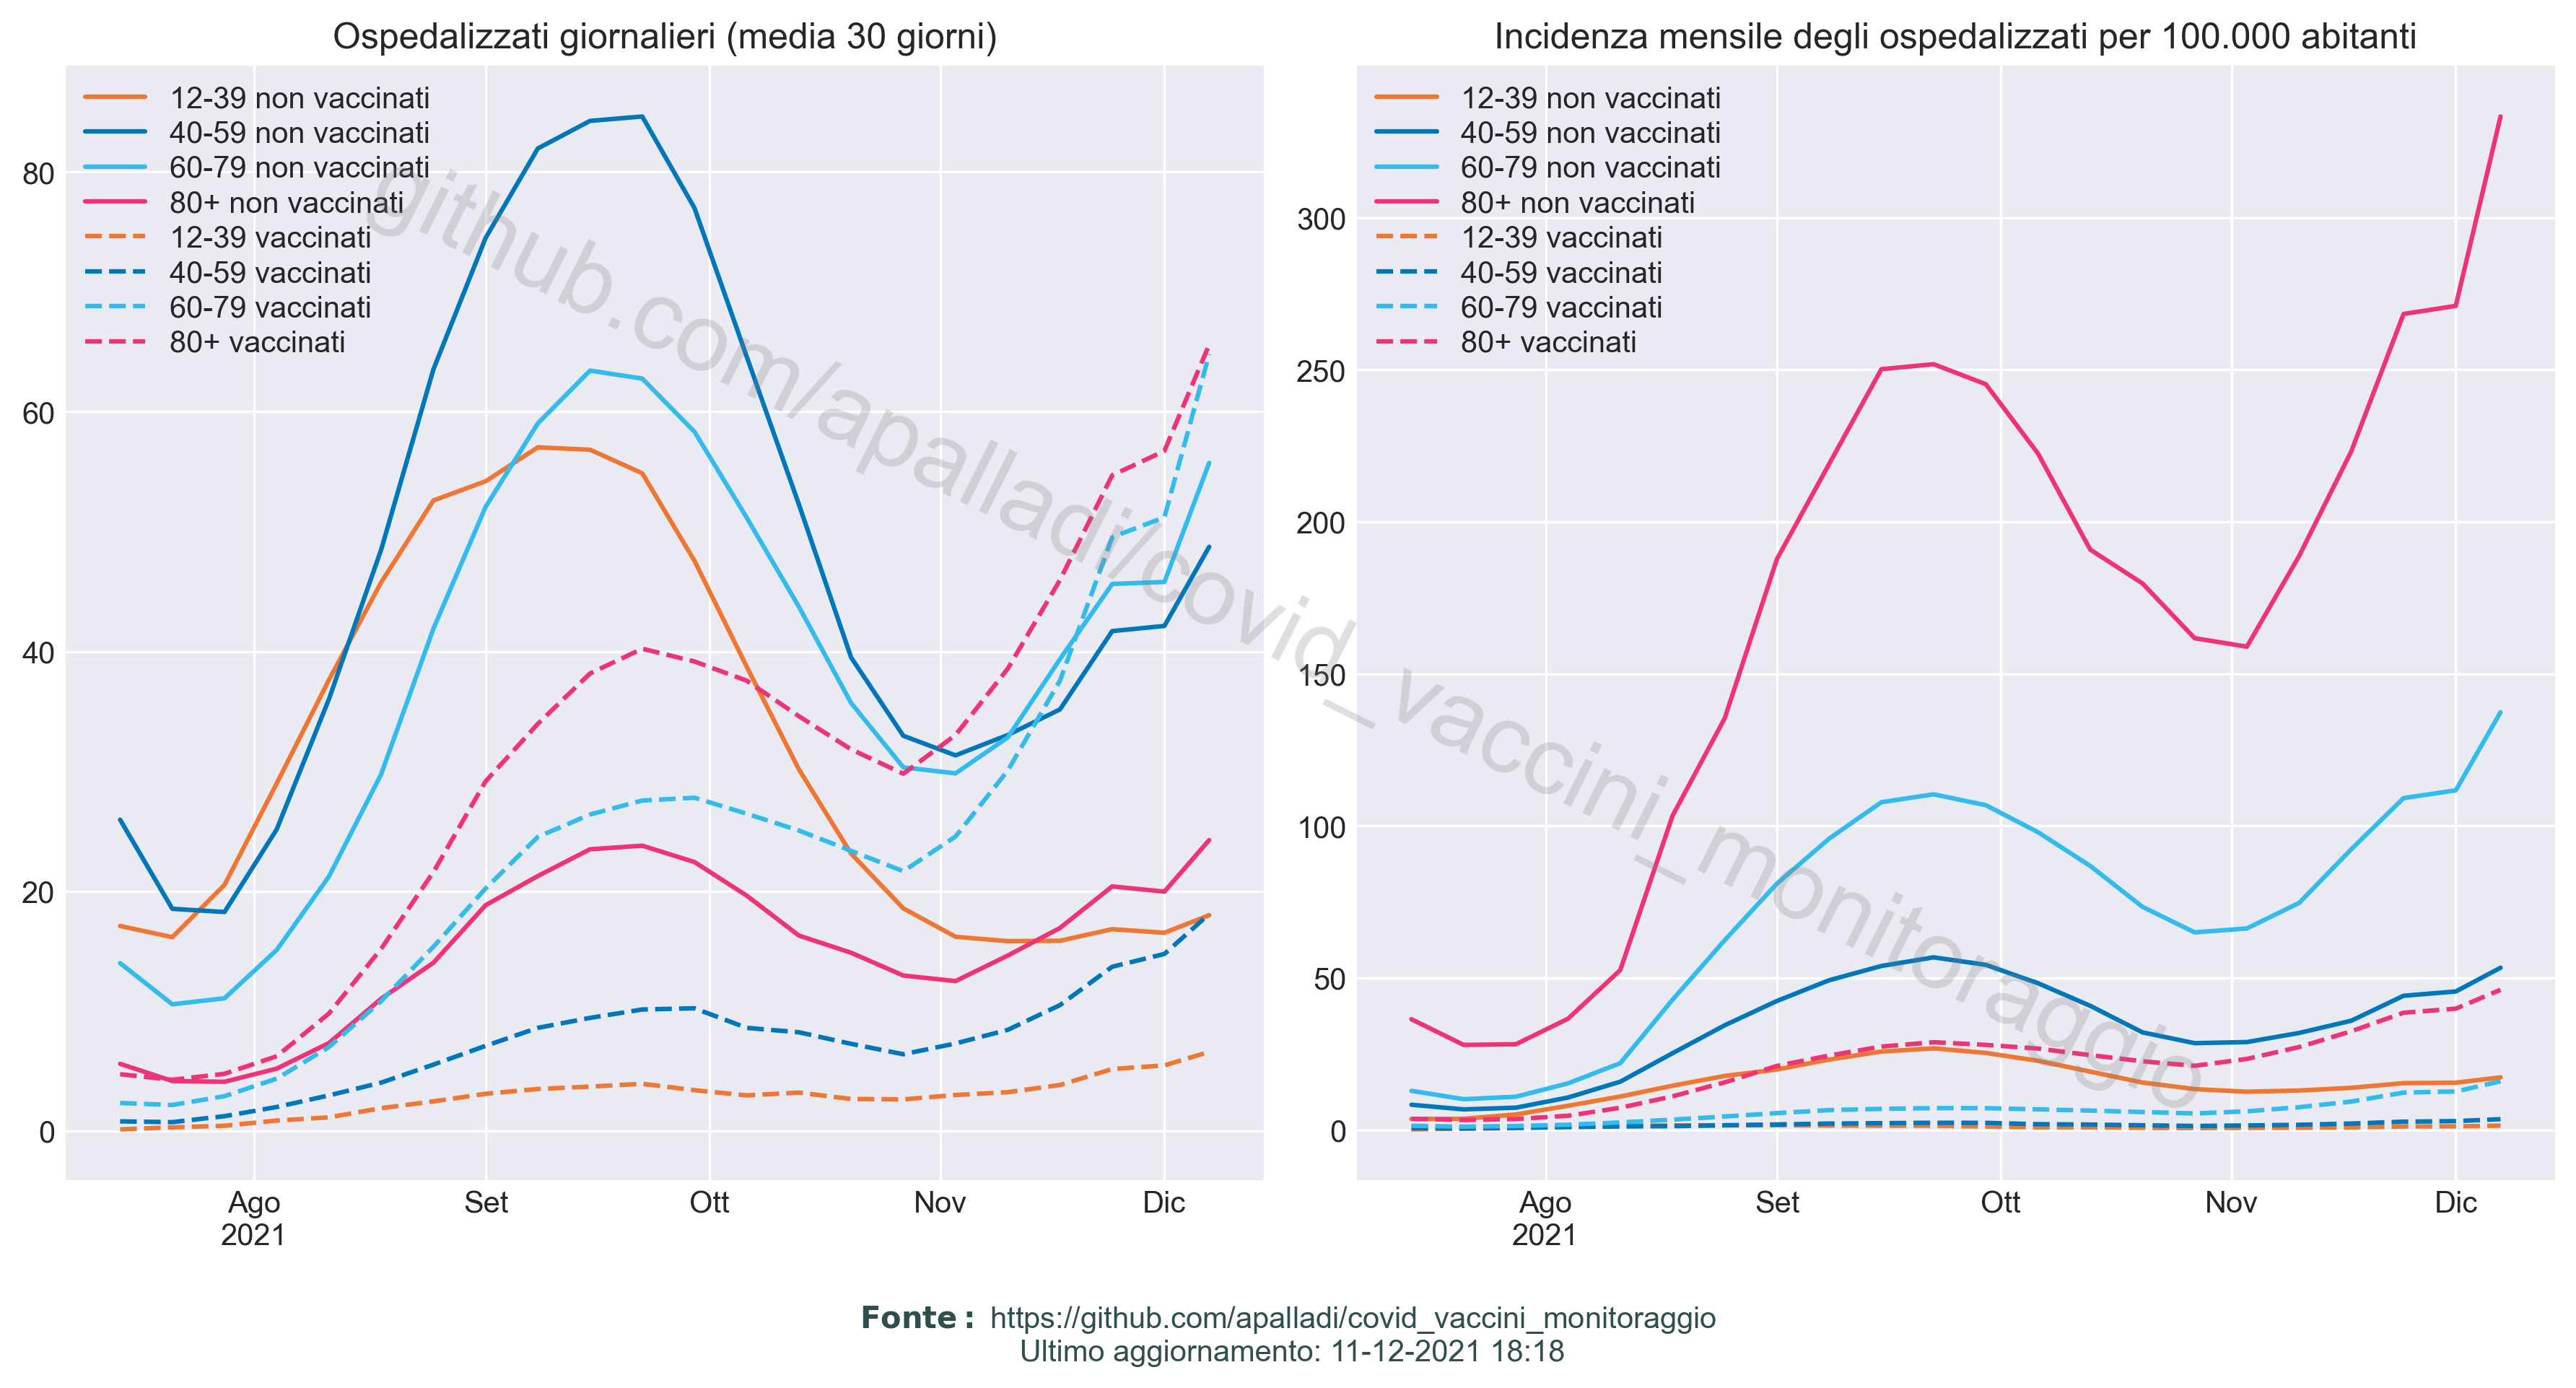 Ospedalizzati giornalieri (media 30 giorni)
12-39 non vaccinati
40-59 non vaccinati
60-79 non vaccinati
80+ non vaccinati
12-39 vaccinati
40-59 vaccinati
60-79 vaccinati
80+ vaccinati
80
60
40
20
0
Ago
2021
Set
Ott
Nov
Dic
Incidenza mensile degli ospedalizzati per 100.000 abitanti
12-39 non vaccinati
40-59 non vaccinati
60-79 non vaccinati
80+ non vaccinati
12-39 vaccinati
40-59 vaccinati
60-79 vaccinati
80+ vaccinati
300
250
200
150
100
50
0
Ago
2021
Set
Ott
Nov
Dic
github.com/apalladi/covid_vaccini_monitoraggio
Fonte: https://github.com/apalladi/covid_vaccini_monitoraggio
Ultimo aggiornamento: 11-12-2021 18:18